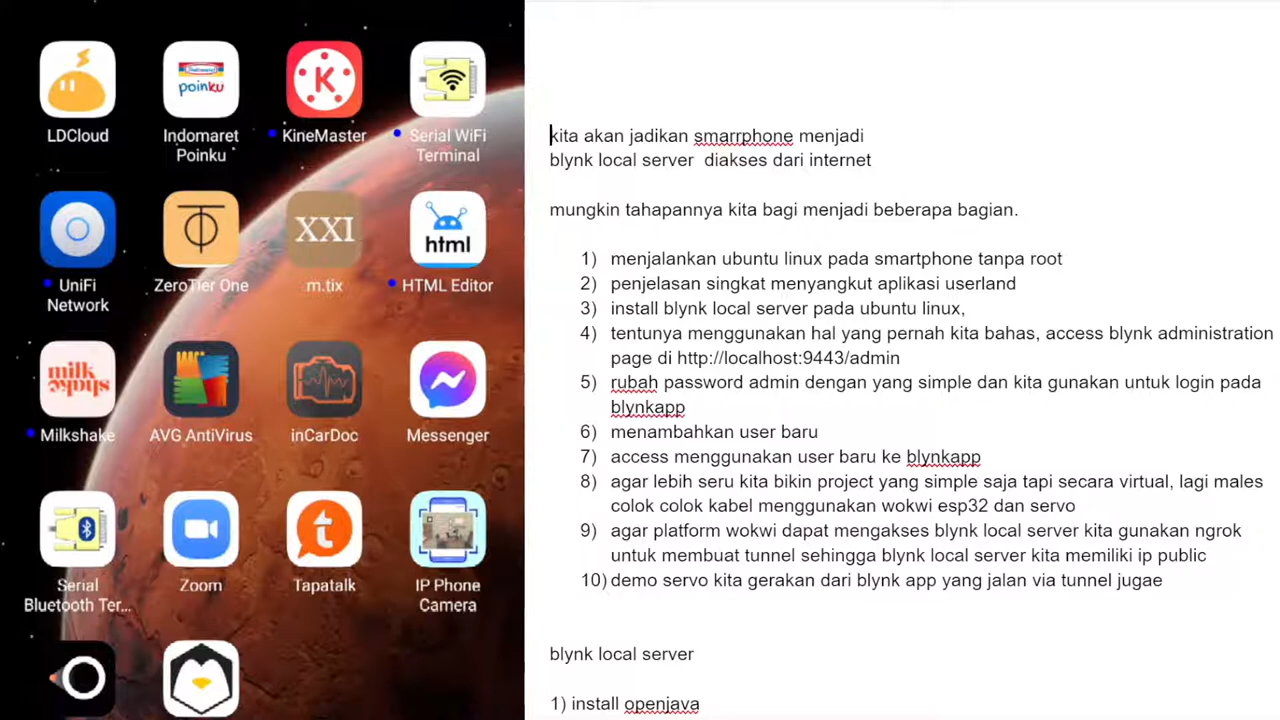 LDCloud
Indomaret
poinku
Indomaret
Poinku
K
KineMaster
Serial WiFi
Terminal
UniFi
Network
ZeroTier One
XXI
m.tix
html
HTML Editor
milk
shake
Milkshake
AVG AntiVirus
inCarDoc
Messenger
Serial
Bluetooth Ter...
Zoom
t
Tapatalk
IP Phone
Camera
kita akan jadikan smarrphone menjadi
blynk local server diakses dari internet
mungkin tahapannya kita bagi menjadi beberapa bagian.
1) menjalankan ubuntu linux pada smartphone tanpa root
2) penjelasan singkat menyangkut aplikasi userland
3) install blynk local server pada ubuntu linux,
4) tentunya menggunakan hal yang pernah kita bahas, access blynk administration
page di http://localhost:9443/admin
5) rubah password admin dengan yang simple dan kita gunakan untuk login pada
blynkapp
6) menambahkan user baru
7) access menggunakan user baru ke blynkapp
8) agar lebih seru kita bikin project yang simple saja tapi secara virtual, lagi males
colok colok kabel menggunakan wokwi esp32 dan servo
9) agar platform wokwi dapat mengakses blynk local server kita gunakan ngrok
untuk membuat tunnel sehingga blynk local server kita memiliki ip public
10) demo servo kita gerakan dari blynk app yang jalan via tunnel jugae
blynk local server
1) install openjava